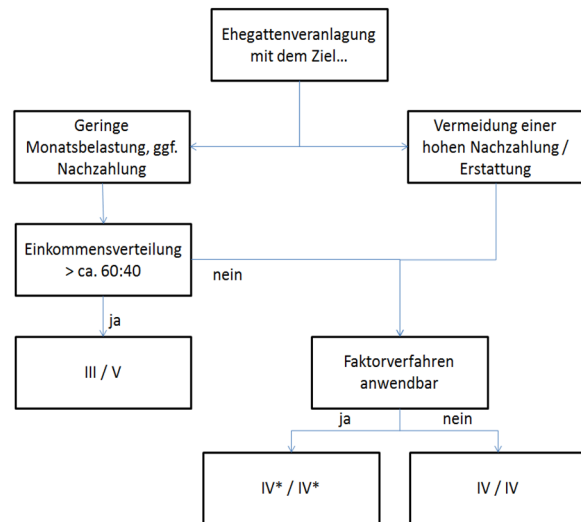 Ehegattenveranlagung
mit dem Ziel...
Geringe
Monatsbelastung, ggf.
Nachzahlung
Vermeidung einer
hohen Nachzahlung /
Erstattung
Einkommensverteilung
> ca. 60:40
nein
ja
III / V
Faktorverfahren
anwendbar
ja
nein
IV* / IV*
IV / IV